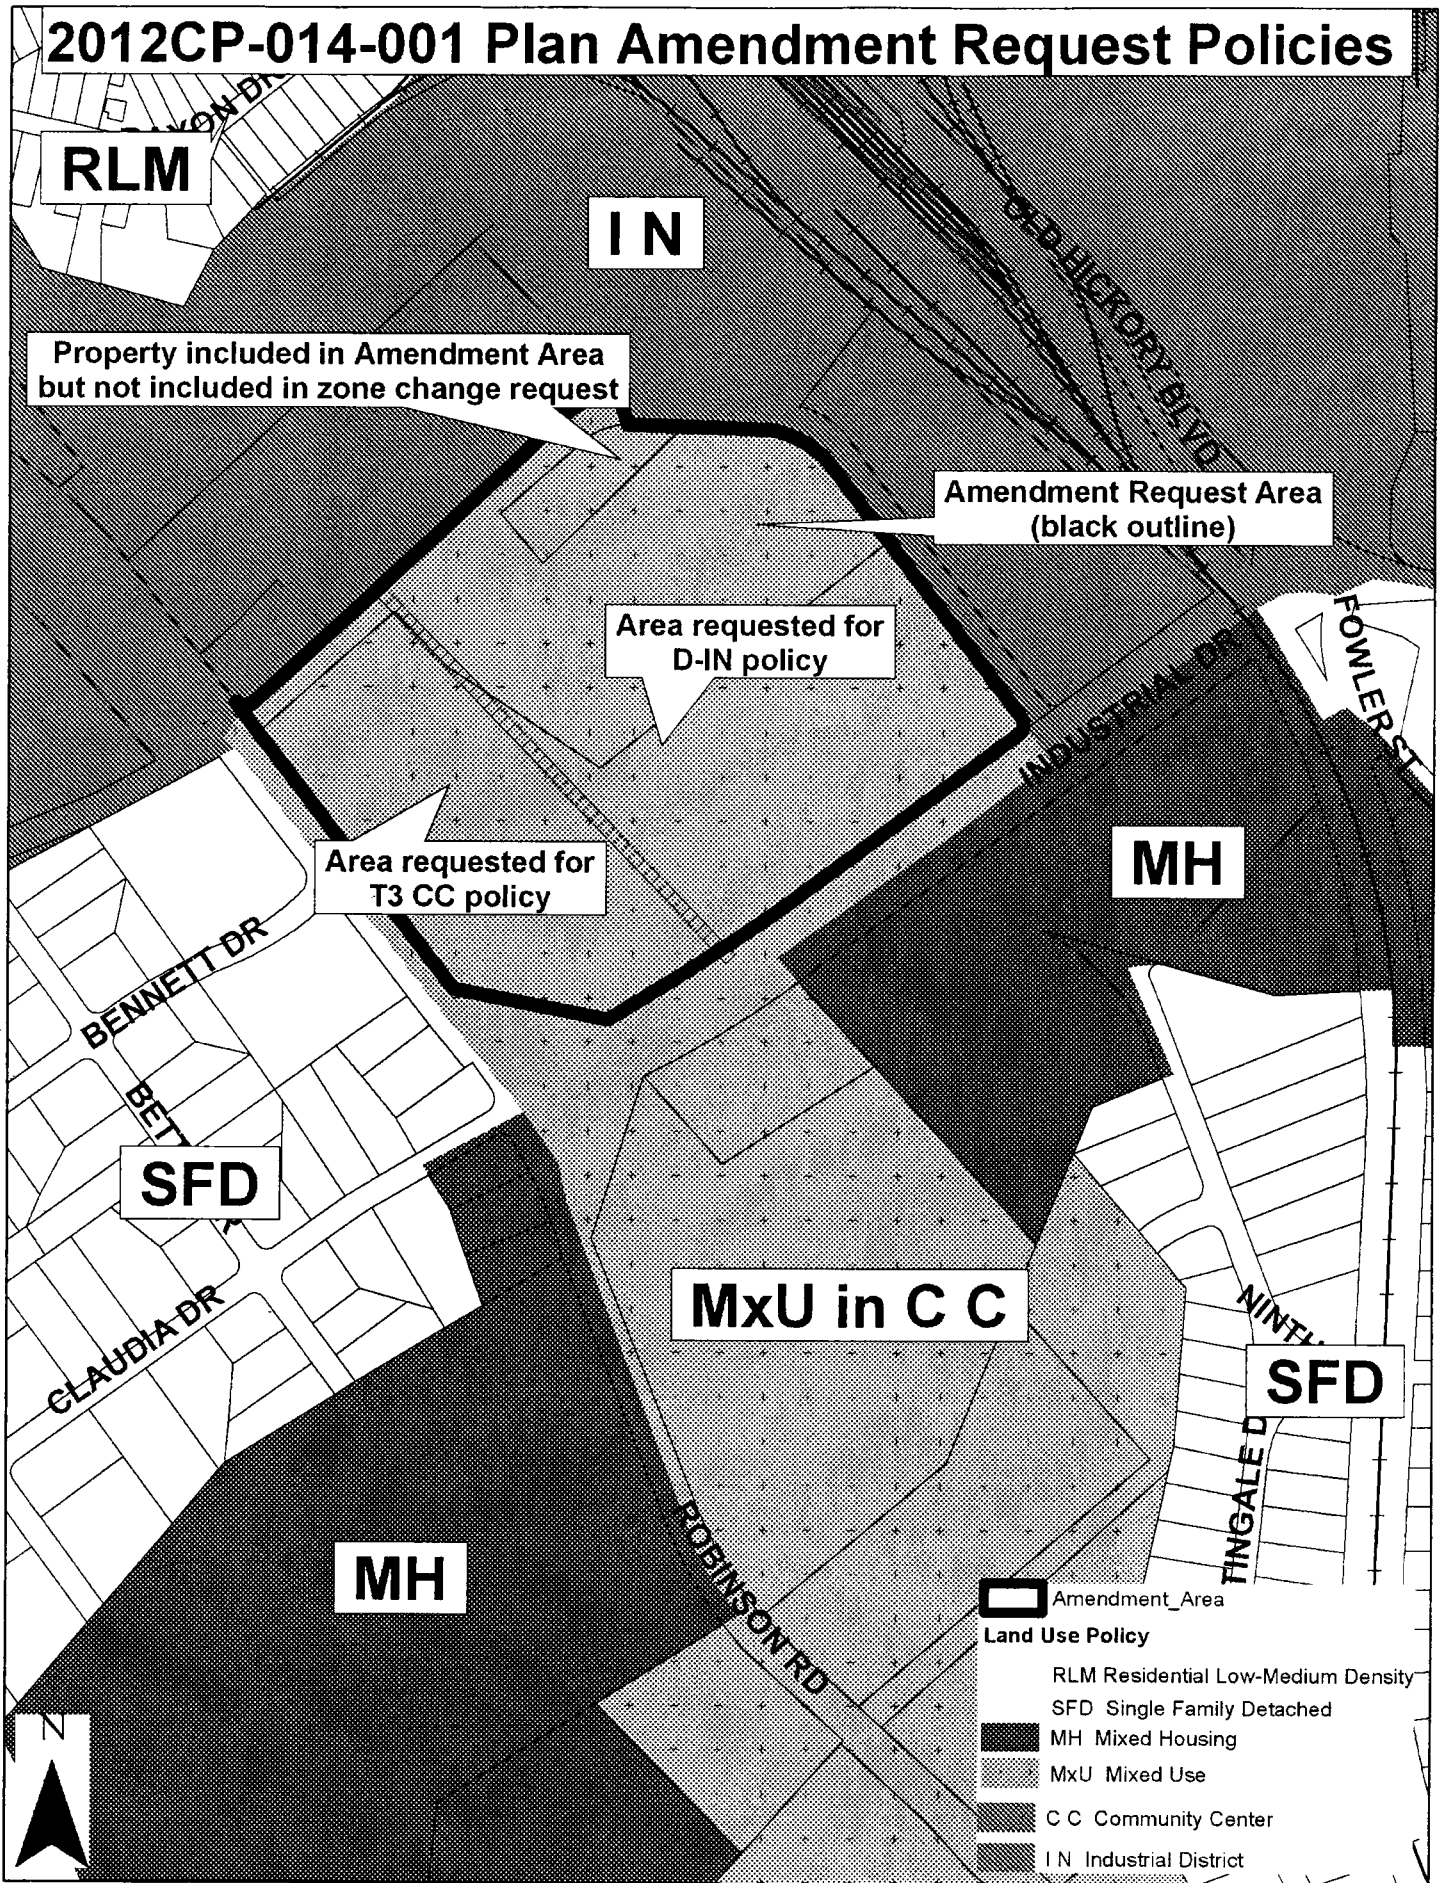 2012CP-014-001 Plan Amendment Request Policies
RLM
I N
OLD HICKORY BLVD
Property included in Amendment Area
but not included in zone change request
Amendment Request Area
(black outline)
Area requested for
D-IN policy
FOWLER ST
INDUSTRIAL DR
Area requested for
T3 CC policy
MH
BENNETT DR
SFD
MxU in C C
CLAUDIA DR
NINTH
SFD
MH
ROBINSON RD
Amendment_Area
Land Use Policy
RLM Residential Low-Medium Density
SFD Single Family Detached
MH Mixed Housing
MxU Mixed Use
C C Community Center
I N Industrial District
N